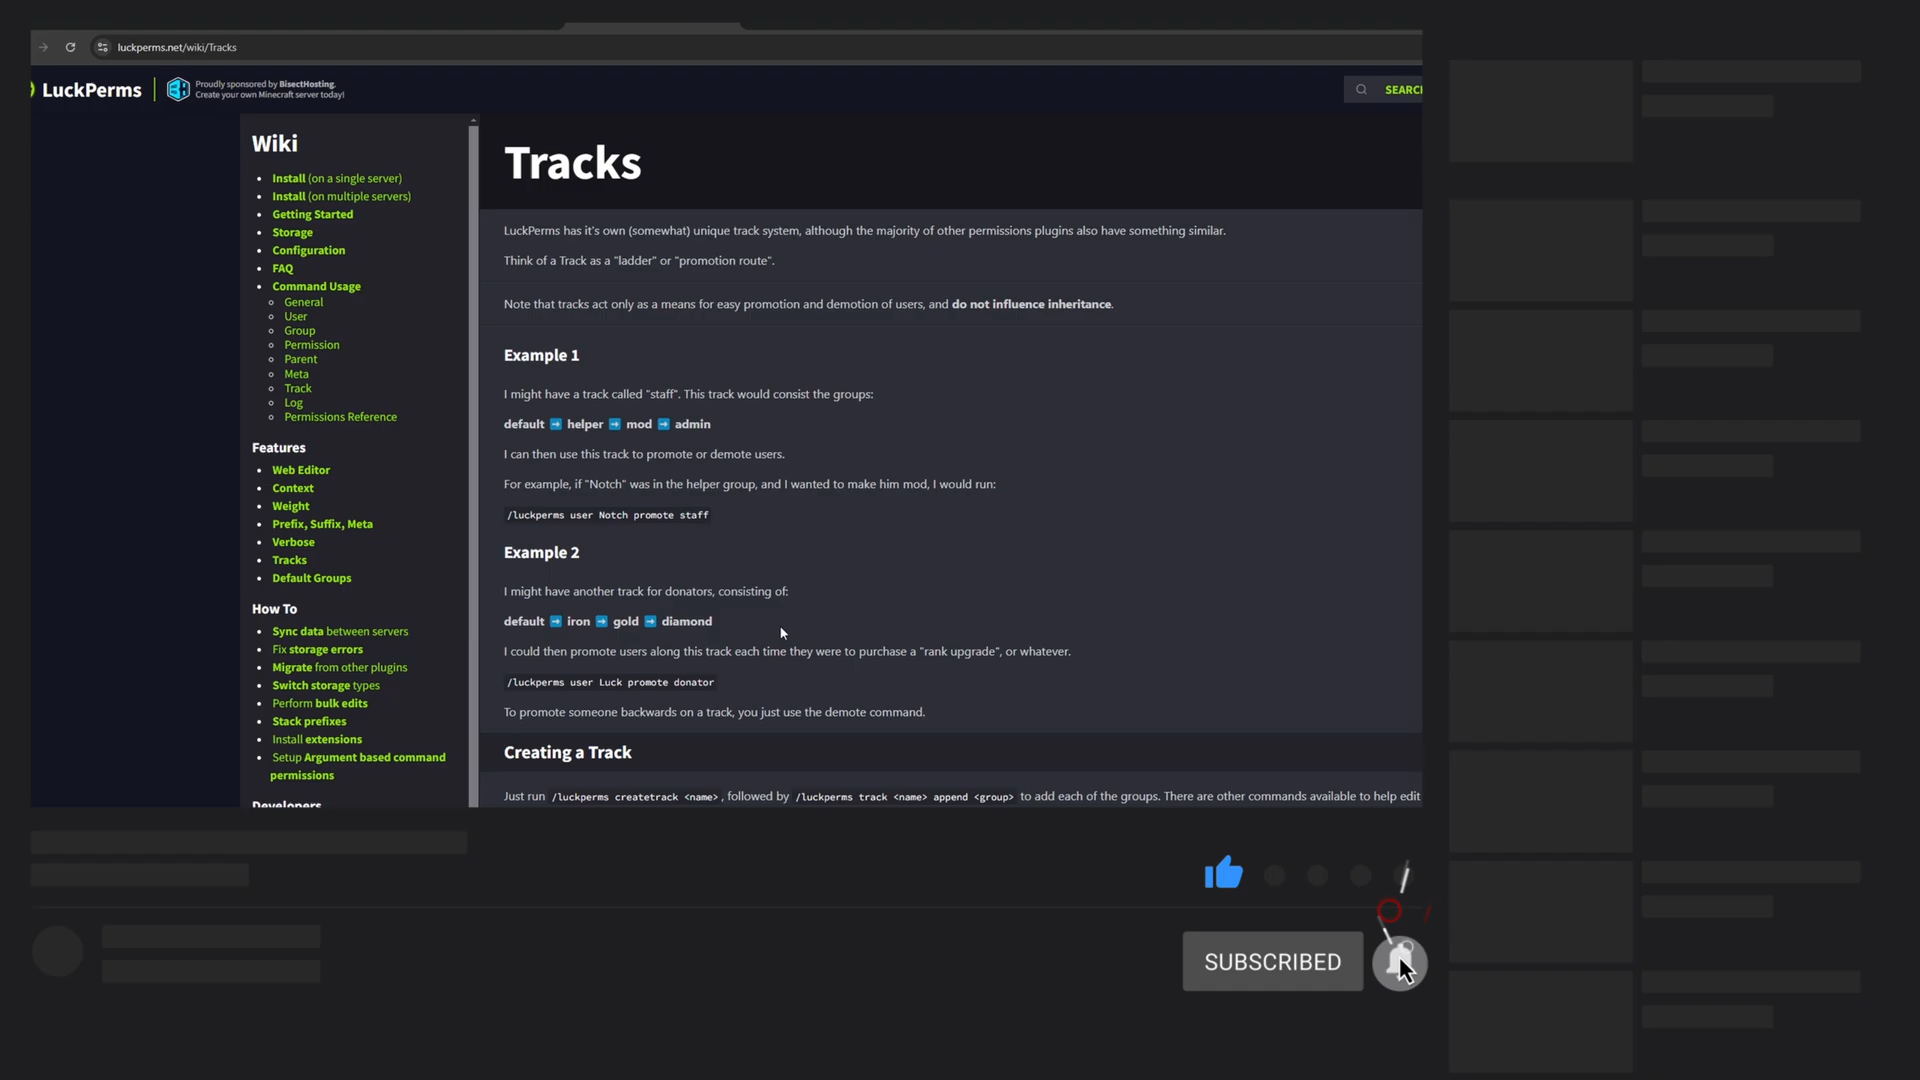 luckperms.net/wiki/Tracks
LuckPerms
Proudly sponsored by BisectHosting.
Create your own Minecraft server today!
SEARC
Wiki
Install (on a single server)
Install (on multiple servers)
Getting Started
Storage
Configuration
FAQ
Command Usage
General
User
Group
Permission
Parent
Meta
Track
Log
Permissions Reference
Features
Web Editor
Context
Weight
Prefix, Suffix, Meta
Verbose
Tracks
Default Groups
How To
Sync data between servers
Fix storage errors
Migrate from other plugins
Switch storage types
Perform bulk edits
Stack prefixes
Install extensions
Setup Argument based command
permissions
Developers
Tracks
LuckPerms has it's own (somewhat) unique track system, although the majority of other permissions plugins also have something similar.
Think of a Track as a "ladder" or "promotion route".
Note that tracks act only as a means for easy promotion and demotion of users, and do not influence inheritance.
Example 1
I might have a track called "staff". This track would consist the groups:
default ➡ helper ➡ mod ➡ admin
I can then use this track to promote or demote users.
For example, if "Notch" was in the helper group, and I wanted to make him mod, I would run:
/luckperms user Notch promote staff
Example 2
I might have another track for donators, consisting of:
default ➡ iron ➡ gold ➡ diamond
I could then promote users along this track each time they were to purchase a "rank upgrade", or whatever.
/luckperms user Luck promote donator
To promote someone backwards on a track, you just use the demote command.
Creating a Track
Just run /luckperms createtrack <name>, followed by /luckperms track <name> append <group> to add each of the groups. There are other commands available to help edit
SUBSCRIBED